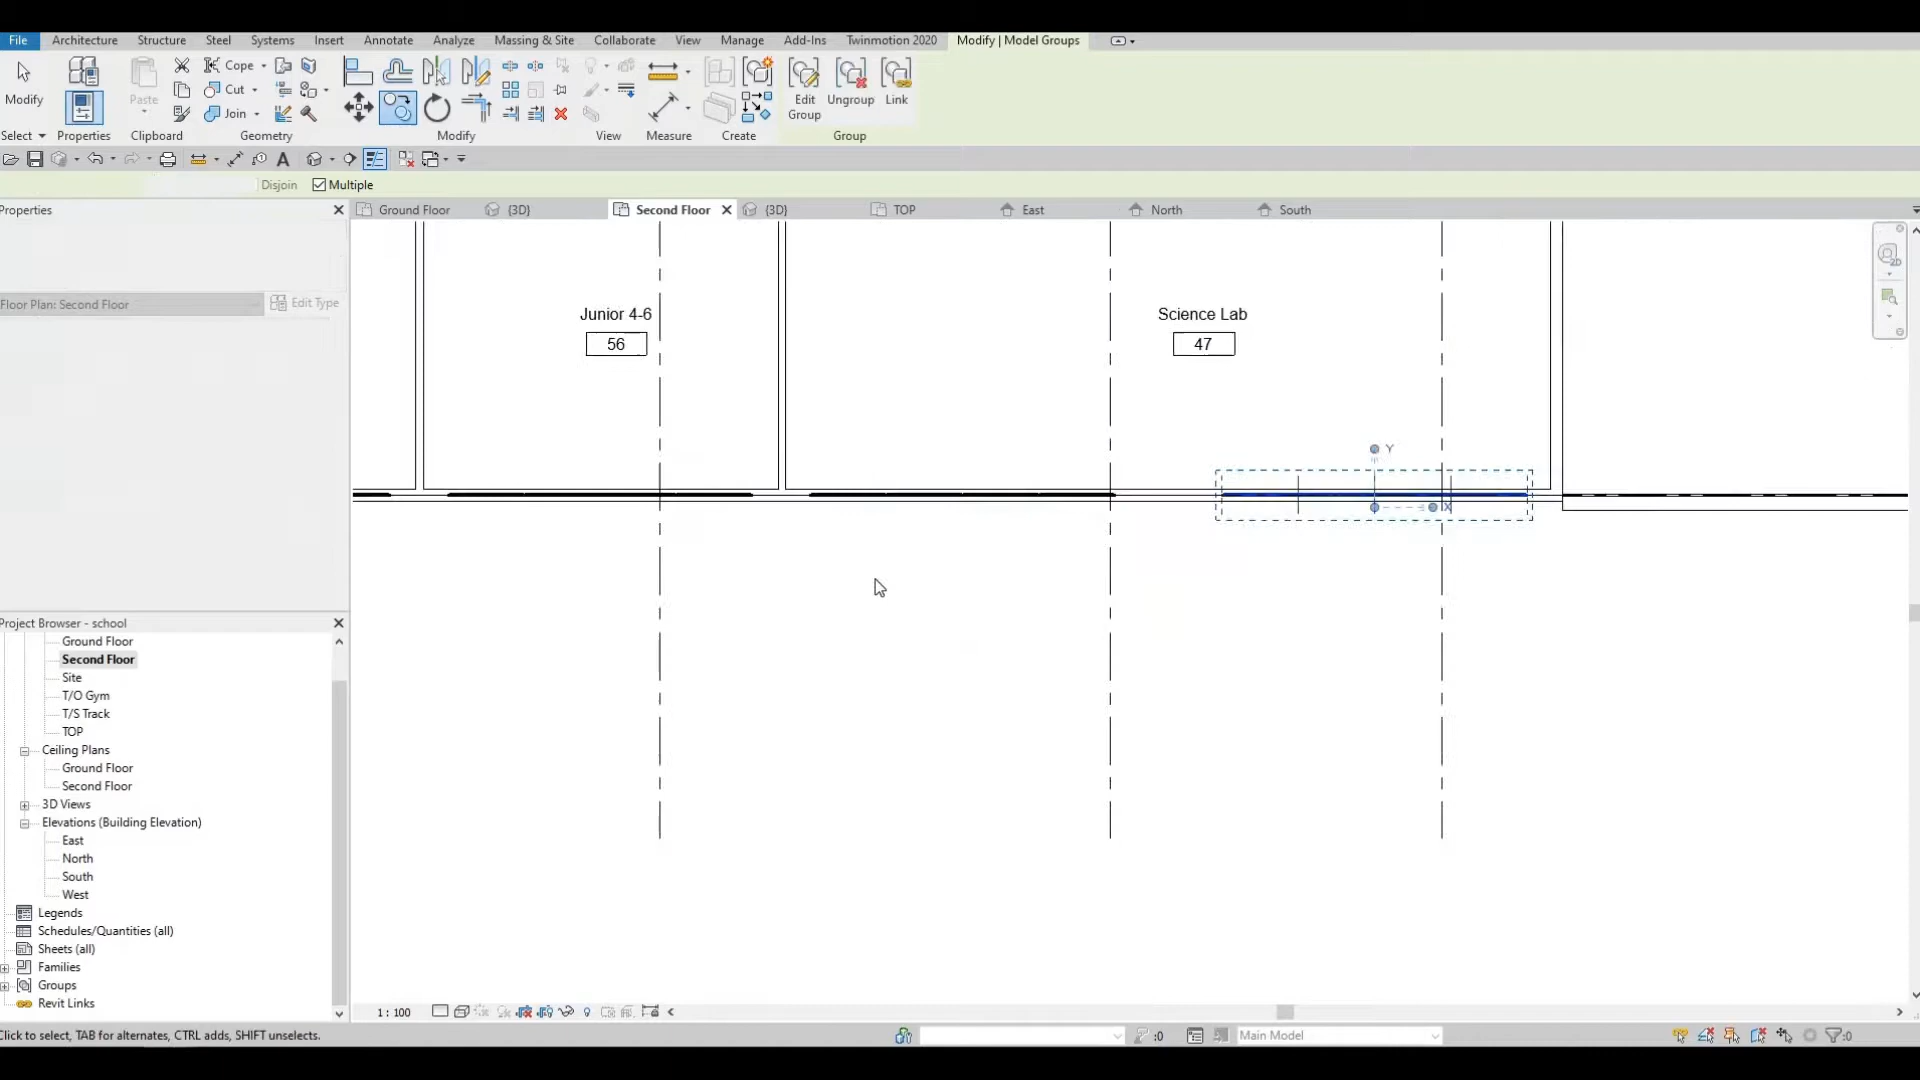 File Architecture Structure Steel Systems Insert Annotate Analyze Massing & Site Collaborate View Manage Add-Ins Twinmotion 2020 Modify | Model Groups
Modify Paste Cope Cut Join Edit Group Ungroup Link
Select Properties Clipboard Geometry Modify View Measure Create Group
Disjoin Multiple
Properties
Ground Floor {3D} Second Floor {3D} TOP East North South
Floor Plan: Second Floor Edit Type
Junior 4-6
56
Science Lab
47
Y
X
Project Browser - school
Ground Floor
Second Floor
Site
T/O Gym
T/S Track
TOP
Ceiling Plans
Ground Floor
Second Floor
3D Views
Elevations (Building Elevation)
East
North
South
West
Legends
Schedules/Quantities (all)
Sheets (all)
Families
Groups
Revit Links
1 : 100
Click to select, TAB for alternates, CTRL adds, SHIFT unselects.
:0 Main Model :0